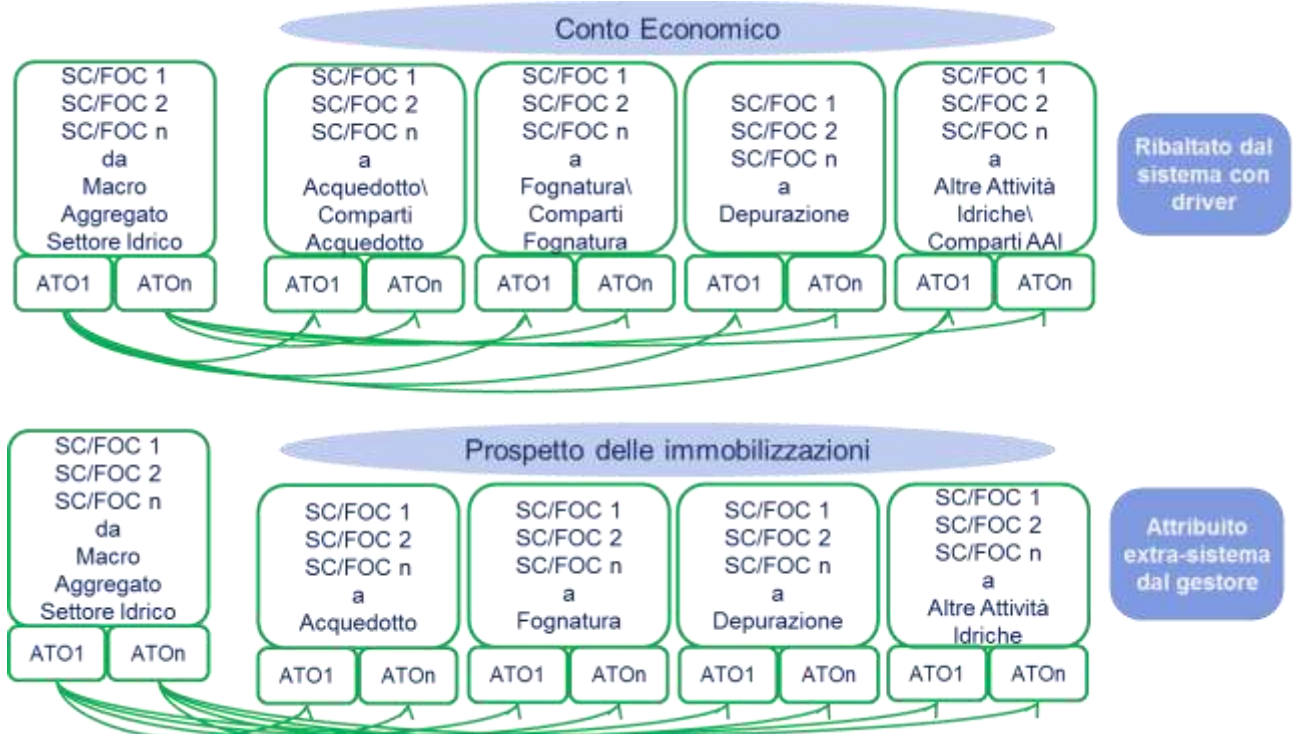 Conto Economico
SC/FOC 1
SC/FOC 2
SC/FOC n
da
Macro
Aggregato
Settore Idrico
ATO1
ATOn
SC/FOC 1
SC/FOC 2
SC/FOC n
a
Acquedotto\
Comparti
Acquedotto
ATO1
ATOn
SC/FOC 1
SC/FOC 2
SC/FOC n
a
Fognatura\
Comparti
Fognatura
ATO1
ATOn
SC/FOC 1
SC/FOC 2
SC/FOC n
a
Depurazione
ATO1
ATOn
SC/FOC 1
SC/FOC 2
SC/FOC n
a
Altre Attività
Idriche\
Comparti AAI
ATO1
ATOn
Ribaltato dal
sistema con
driver
Prospetto delle immobilizzazioni
SC/FOC 1
SC/FOC 2
SC/FOC n
da
Macro
Aggregato
Settore Idrico
ATO1
ATOn
SC/FOC 1
SC/FOC 2
SC/FOC n
a
Acquedotto
ATO1
ATOn
SC/FOC 1
SC/FOC 2
SC/FOC n
a
Fognatura
ATO1
ATOn
SC/FOC 1
SC/FOC 2
SC/FOC n
a
Depurazione
ATO1
ATOn
SC/FOC 1
SC/FOC 2
SC/FOC n
a
Altre Attività
Idriche
ATO1
ATOn
Attribuito
extra-sistema
dal gestore